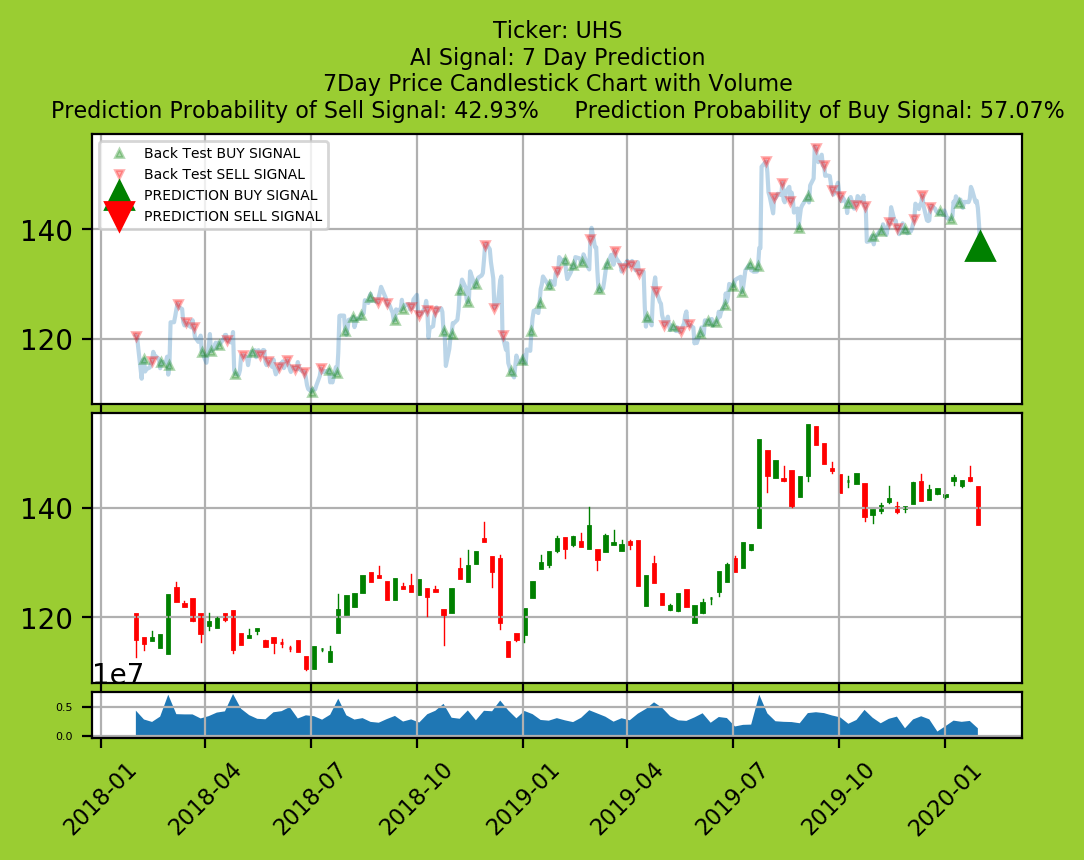 Ticker: UHS
AI Signal: 7 Day Prediction
7Day Price Candlestick Chart with Volume
Prediction Probability of Sell Signal: 42.93%     Prediction Probability of Buy Signal: 57.07%
Back Test BUY SIGNAL
Back Test SELL SIGNAL
PREDICTION BUY SIGNAL
PREDICTION SELL SIGNAL
140
120
140
120
1e7
0.5
0.0
2018-01
2018-04
2018-07
2018-10
2019-01
2019-04
2019-07
2019-10
2020-01